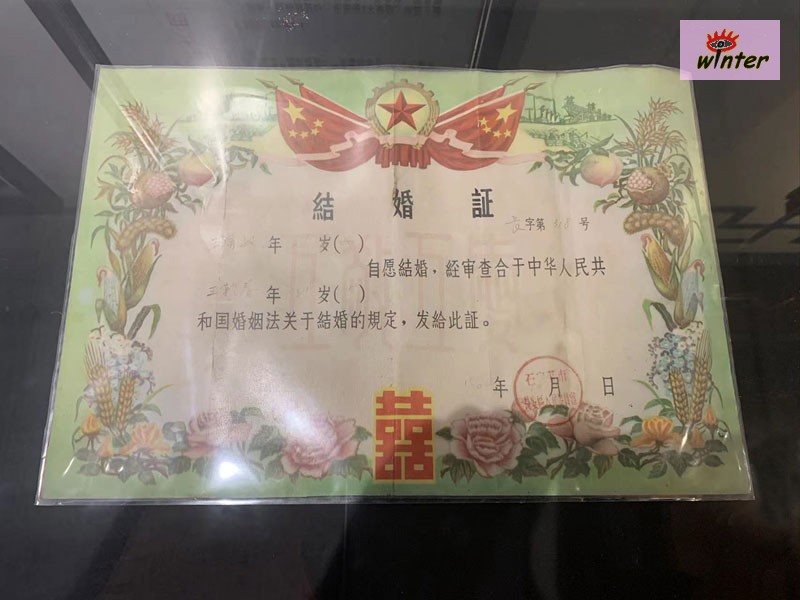 winter
結婚証
字第 号
年 岁( )
自愿結婚，経审查合于中华人民共
年 岁( )
和国婚姻法关于結婚的規定，发給此証。
年 月 日
囍